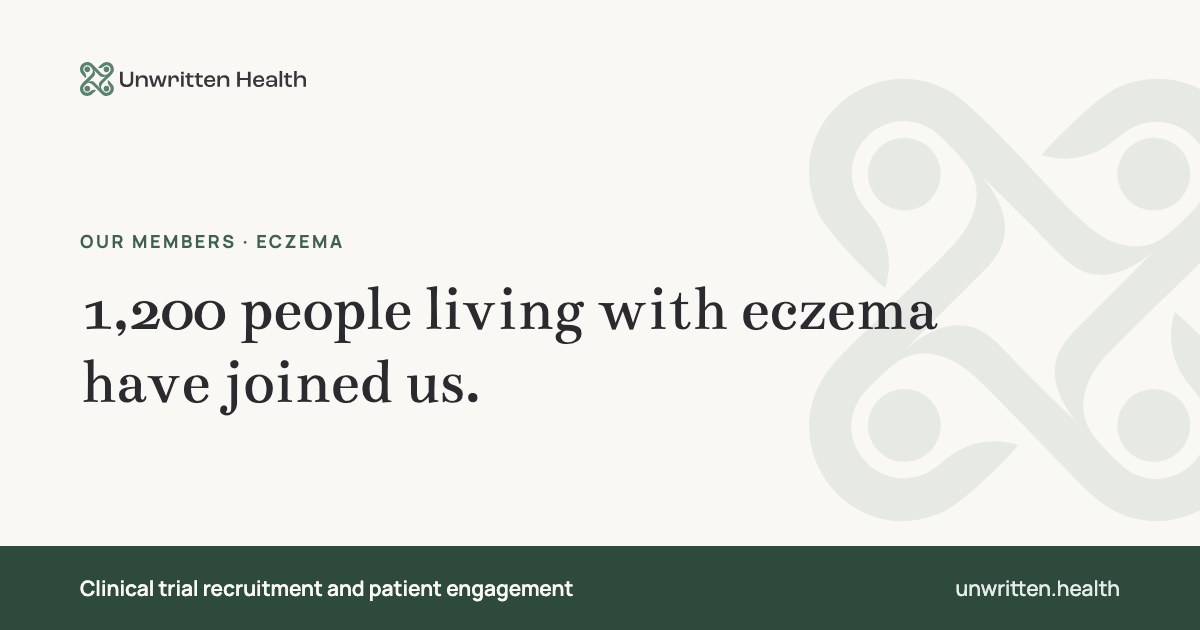 Unwritten Health
OUR MEMBERS · ECZEMA
1,200 people living with eczema
have joined us.
Clinical trial recruitment and patient engagement
unwritten.health